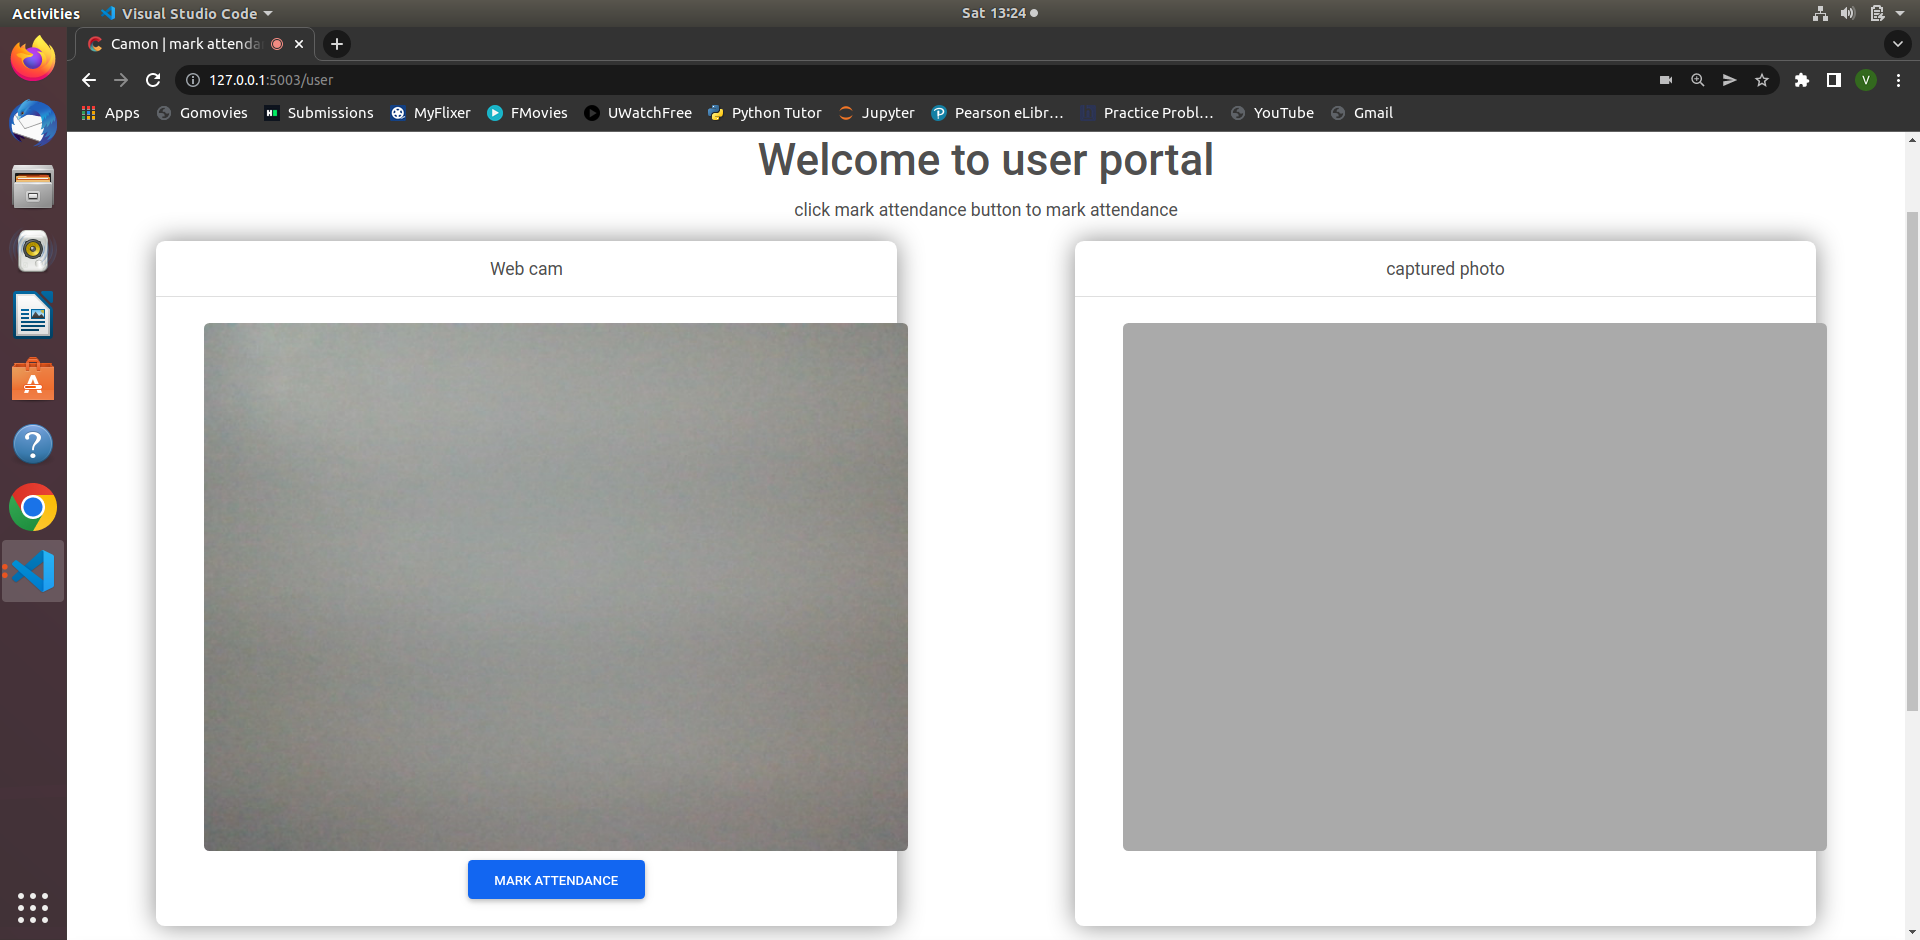 Activities
Visual Studio Code
Sat 13:24
Camon | mark attenda
127.0.0.1:5003/user
V
Apps
Gomovies
Submissions
MyFlixer
FMovies
UWatchFree
Python Tutor
Jupyter
Pearson eLibr...
Practice Probl...
YouTube
Gmail
Welcome to user portal
click mark attendance button to mark attendance
Web cam
captured photo
MARK ATTENDANCE